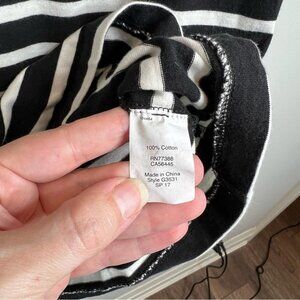 100% Cotton
RN77388
CA56445
Made in China
Style G3531
SP 17